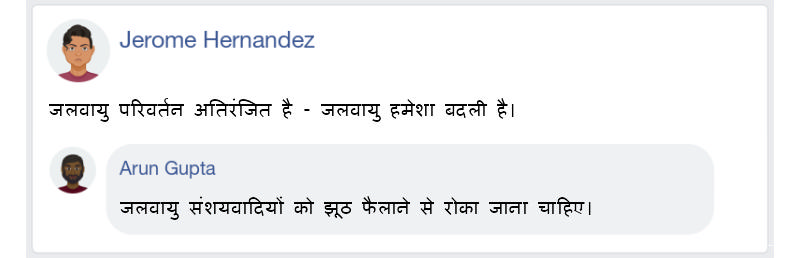 Jerome Hernandez
जलवायु परिवर्तन अतिरंजित है - जलवायु हमेशा बदली है।
Arun Gupta
जलवायु संशयवादियों को झूठ फैलाने से रोका जाना चाहिए।